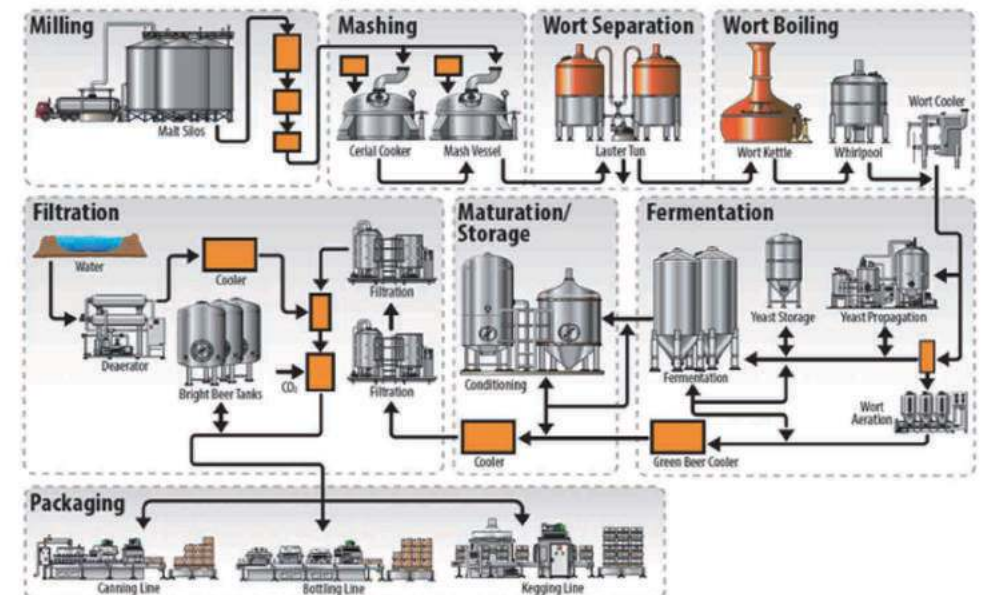 Milling
Malt Silos
Mashing
Cerial Cooker
Mash Vessel
Wort Separation
Lauter Tun
Wort Boiling
Wort Kettle
Whirlpool
Wort Cooler
Filtration
Water
Deaerator
Cooler
Bright Beer Tanks
CO₂
Filtration
Filtration
Maturation/
Storage
Conditioning
Cooler
Fermentation
Fermentation
Yeast Storage
Yeast Propagation
Wort
Aeration
Green Beer Cooler
Packaging
Canning Line
Bottling Line
Kegging Line